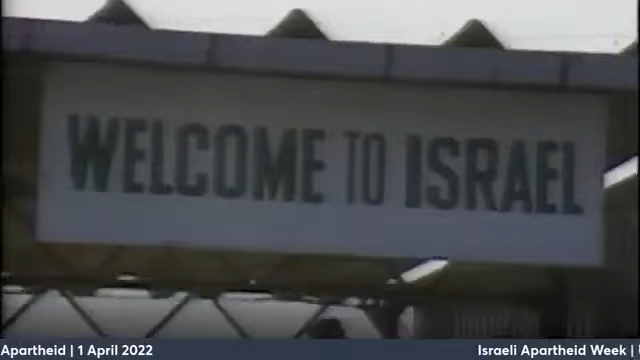 WELCOME TO ISRAEL
Apartheid | 1 April 2022
Israeli Apartheid Week |